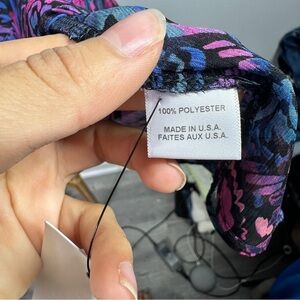 100% POLYESTER
MADE IN U.S.A.
FAITES AUX U.S.A.